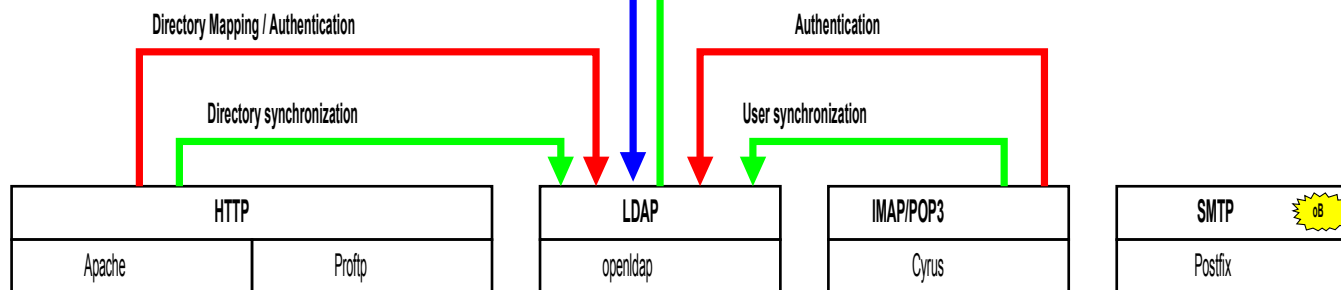 Directory Mapping / Authentication
Authentication
Directory synchronization
User synchronization
HTTP
LDAP
IMAP/POP3
SMTP
oB
Apache
Proftp
openldap
Cyrus
Postfix